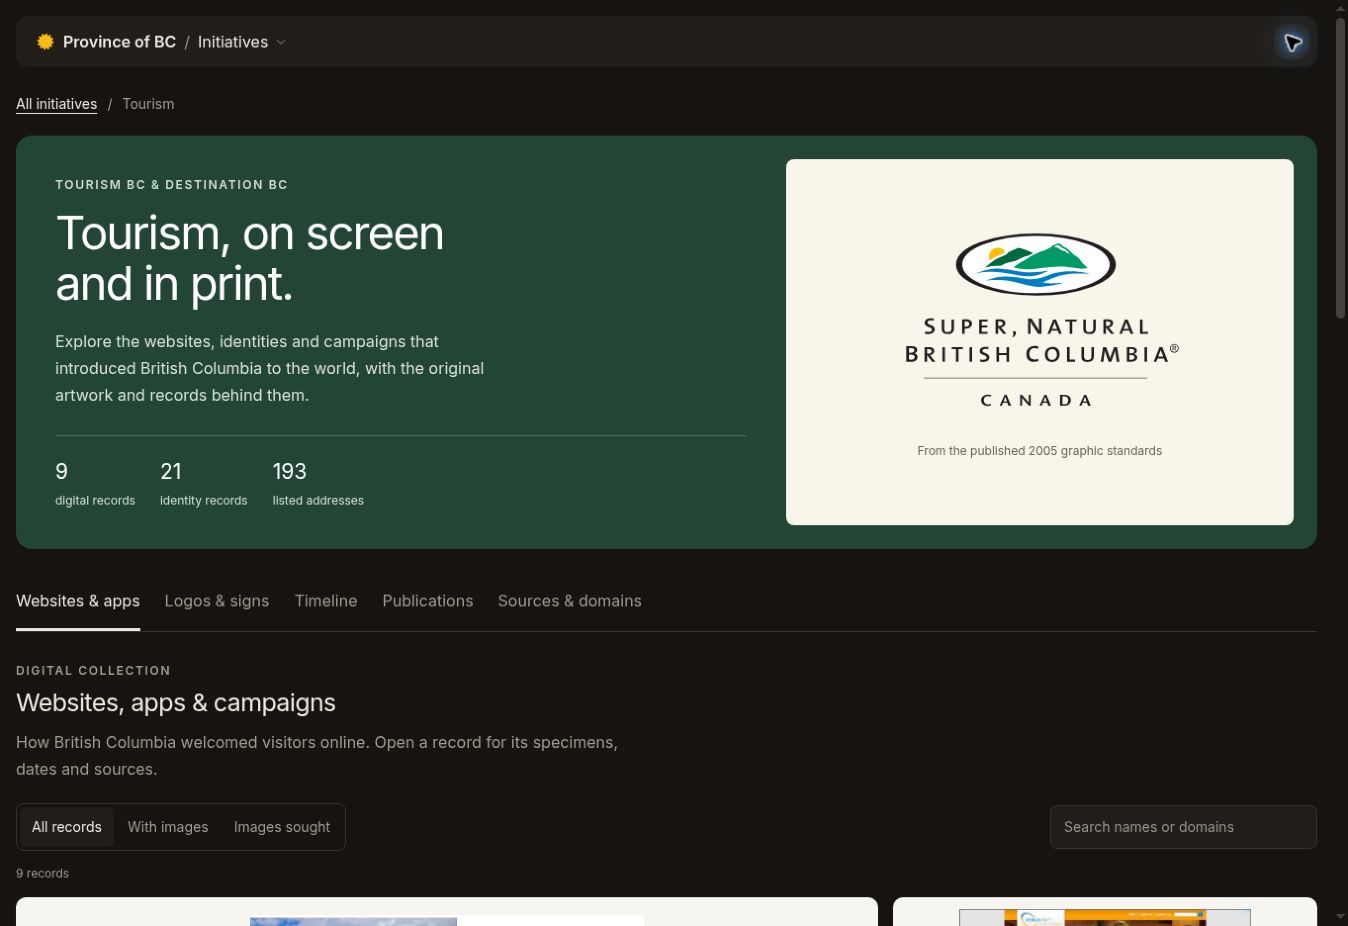 Province of BC / Initiatives
All initiatives / Tourism
TOURISM BC & DESTINATION BC
Tourism, on screen
and in print.
Explore the websites, identities and campaigns that
introduced British Columbia to the world, with the original
artwork and records behind them.
9
digital records
21
identity records
193
listed addresses
SUPER, NATURAL
BRITISH COLUMBIA®
CANADA
From the published 2005 graphic standards
Websites & apps
Logos & signs
Timeline
Publications
Sources & domains
DIGITAL COLLECTION
Websites, apps & campaigns
How British Columbia welcomed visitors online. Open a record for its specimens,
dates and sources.
All records
With images
Images sought
Search names or domains
9 records